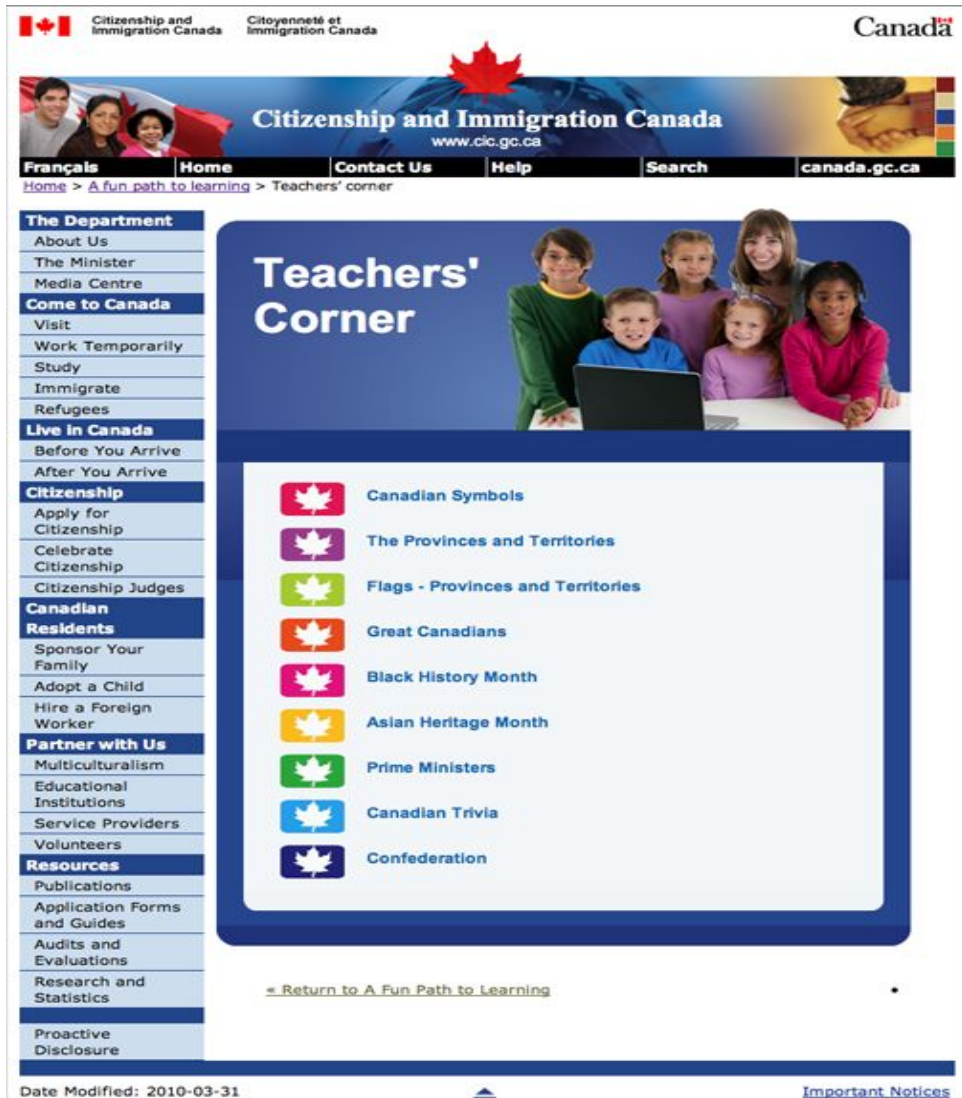 Citizenship and Citoyenneté et
Immigration Canada Immigration Canada
Canada
Citizenship and Immigration Canada
www.cic.gc.ca
Français Home Contact Us Help Search canada.gc.ca
Home > A fun path to learning > Teachers' corner
The Department
About Us
The Minister
Media Centre
Come to Canada
Visit
Work Temporarily
Study
Immigrate
Refugees
Live in Canada
Before You Arrive
After You Arrive
Citizenship
Apply for
Citizenship
Celebrate
Citizenship
Citizenship Judges
Canadian
Residents
Sponsor Your
Family
Adopt a Child
Hire a Foreign
Worker
Partner with Us
Multiculturalism
Educational
Institutions
Service Providers
Volunteers
Resources
Publications
Application Forms
and Guides
Audits and
Evaluations
Research and
Statistics
Proactive
Disclosure
Teachers'
Corner
Canadian Symbols
The Provinces and Territories
Flags - Provinces and Territories
Great Canadians
Black History Month
Asian Heritage Month
Prime Ministers
Canadian Trivia
Confederation
« Return to A Fun Path to Learning
Date Modified: 2010-03-31 Important Notices